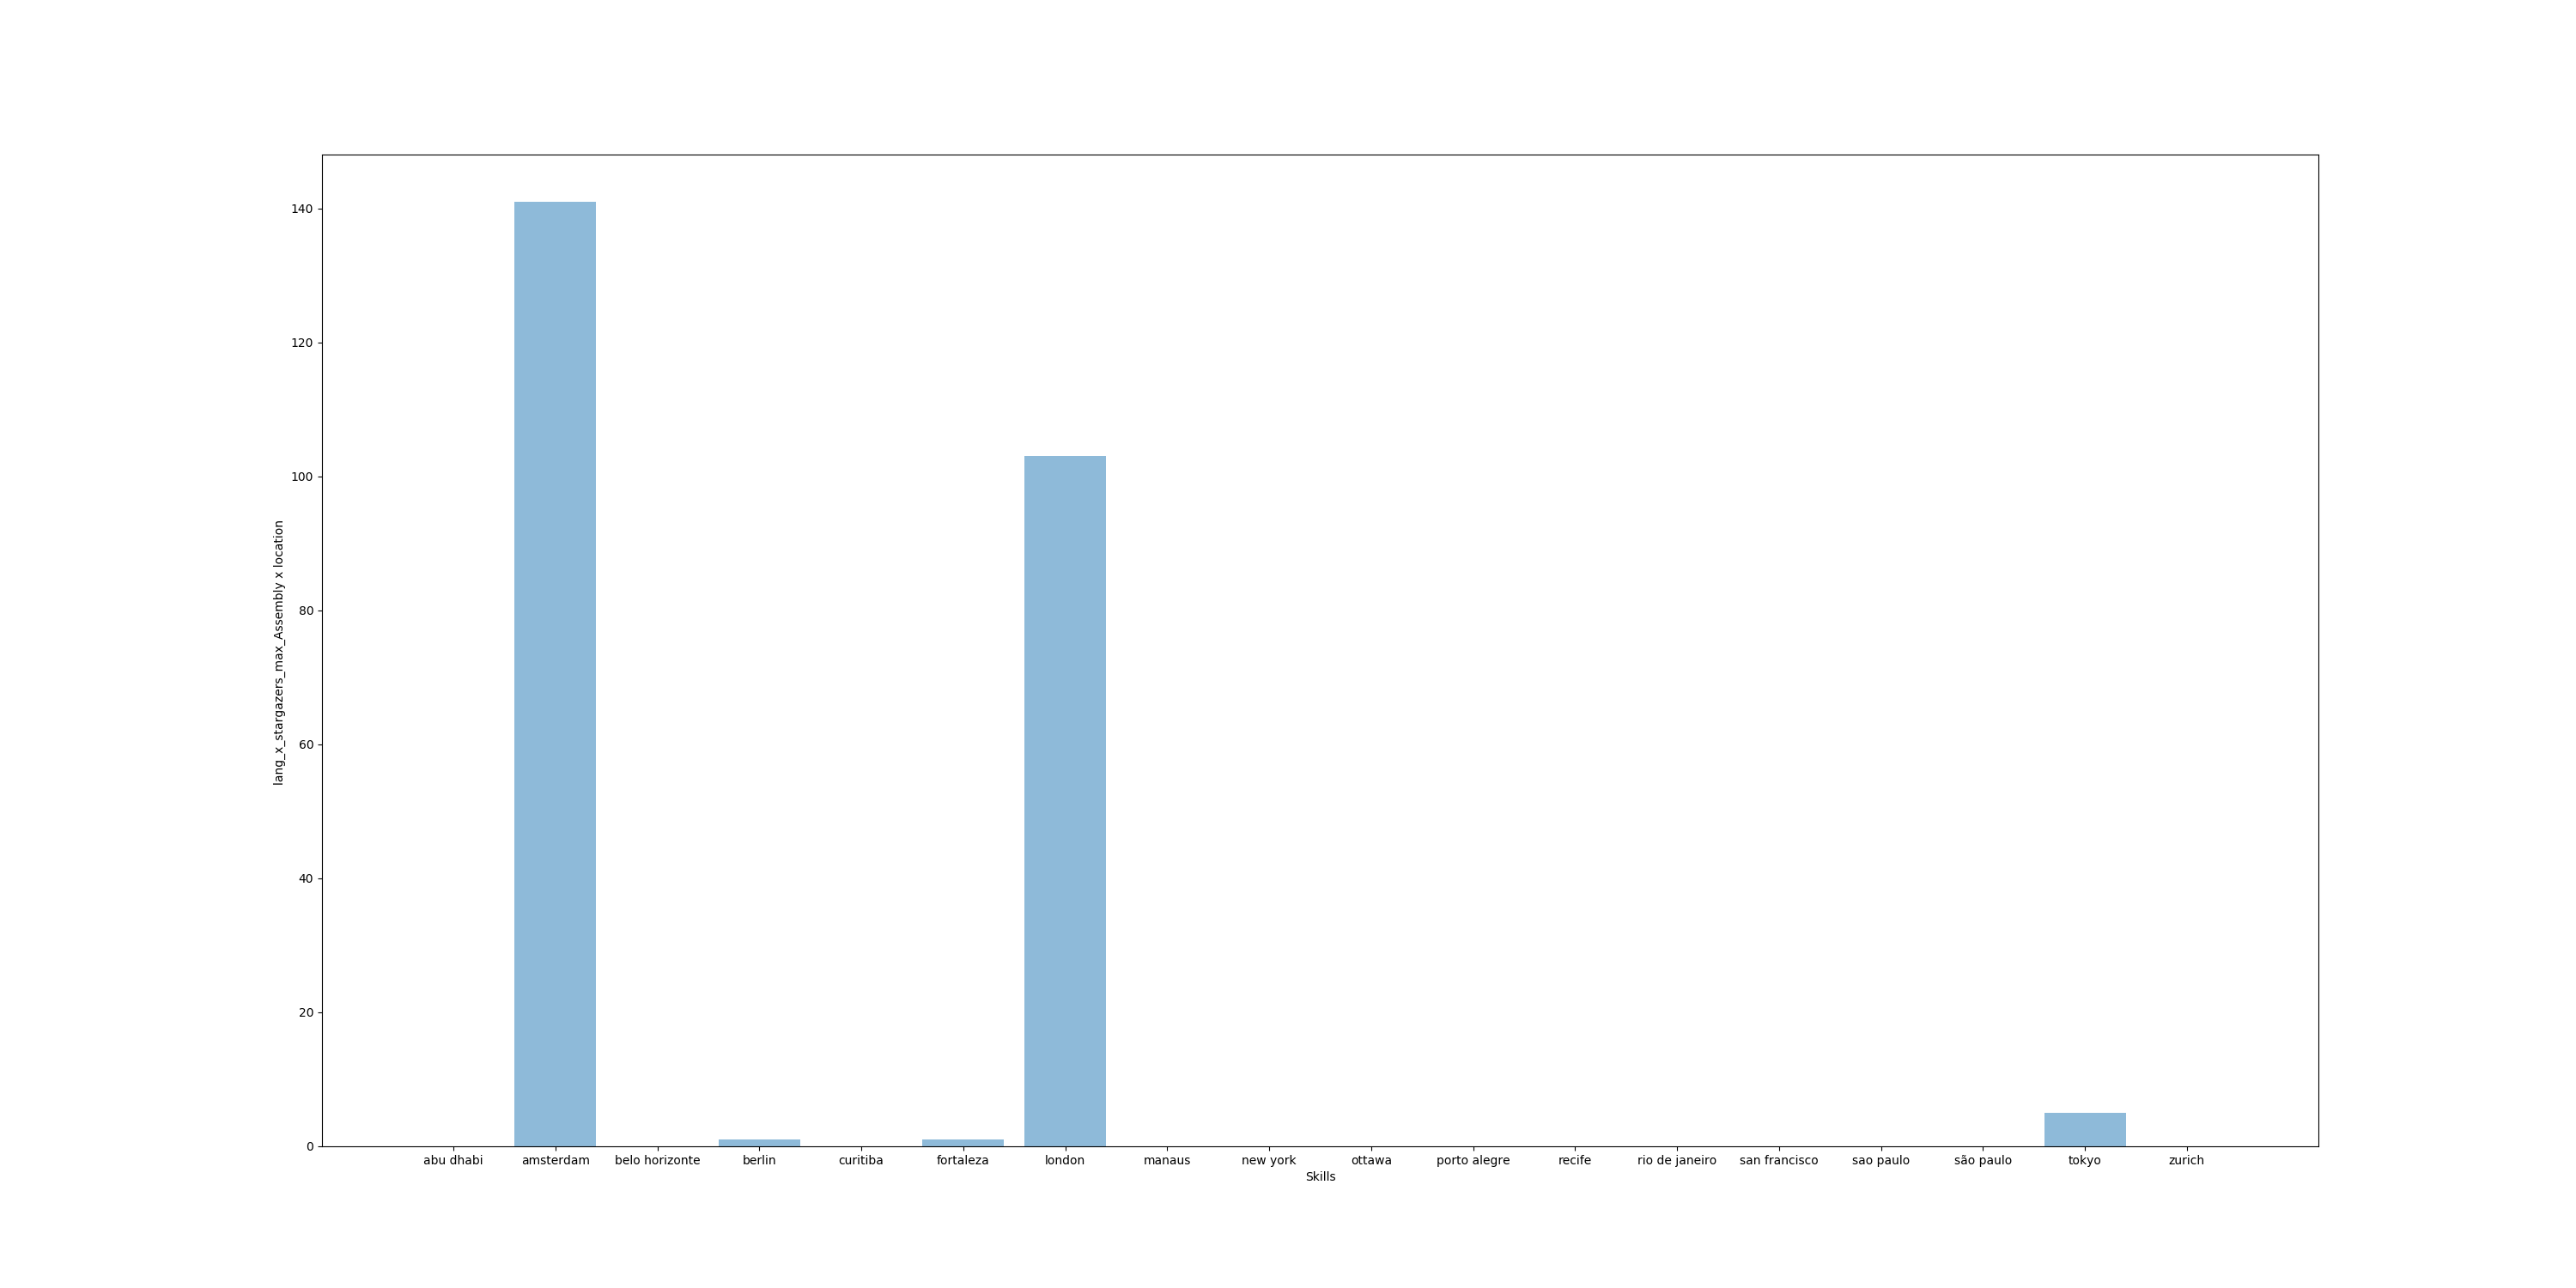 140
120
100
80
60
40
20
0
lang_x_stargazers_max_Assembly x location
abu dhabi amsterdam belo horizonte berlin curitiba fortaleza london manaus new york ottawa porto alegre recife rio de janeiro san francisco sao paulo são paulo tokyo zurich
Skills